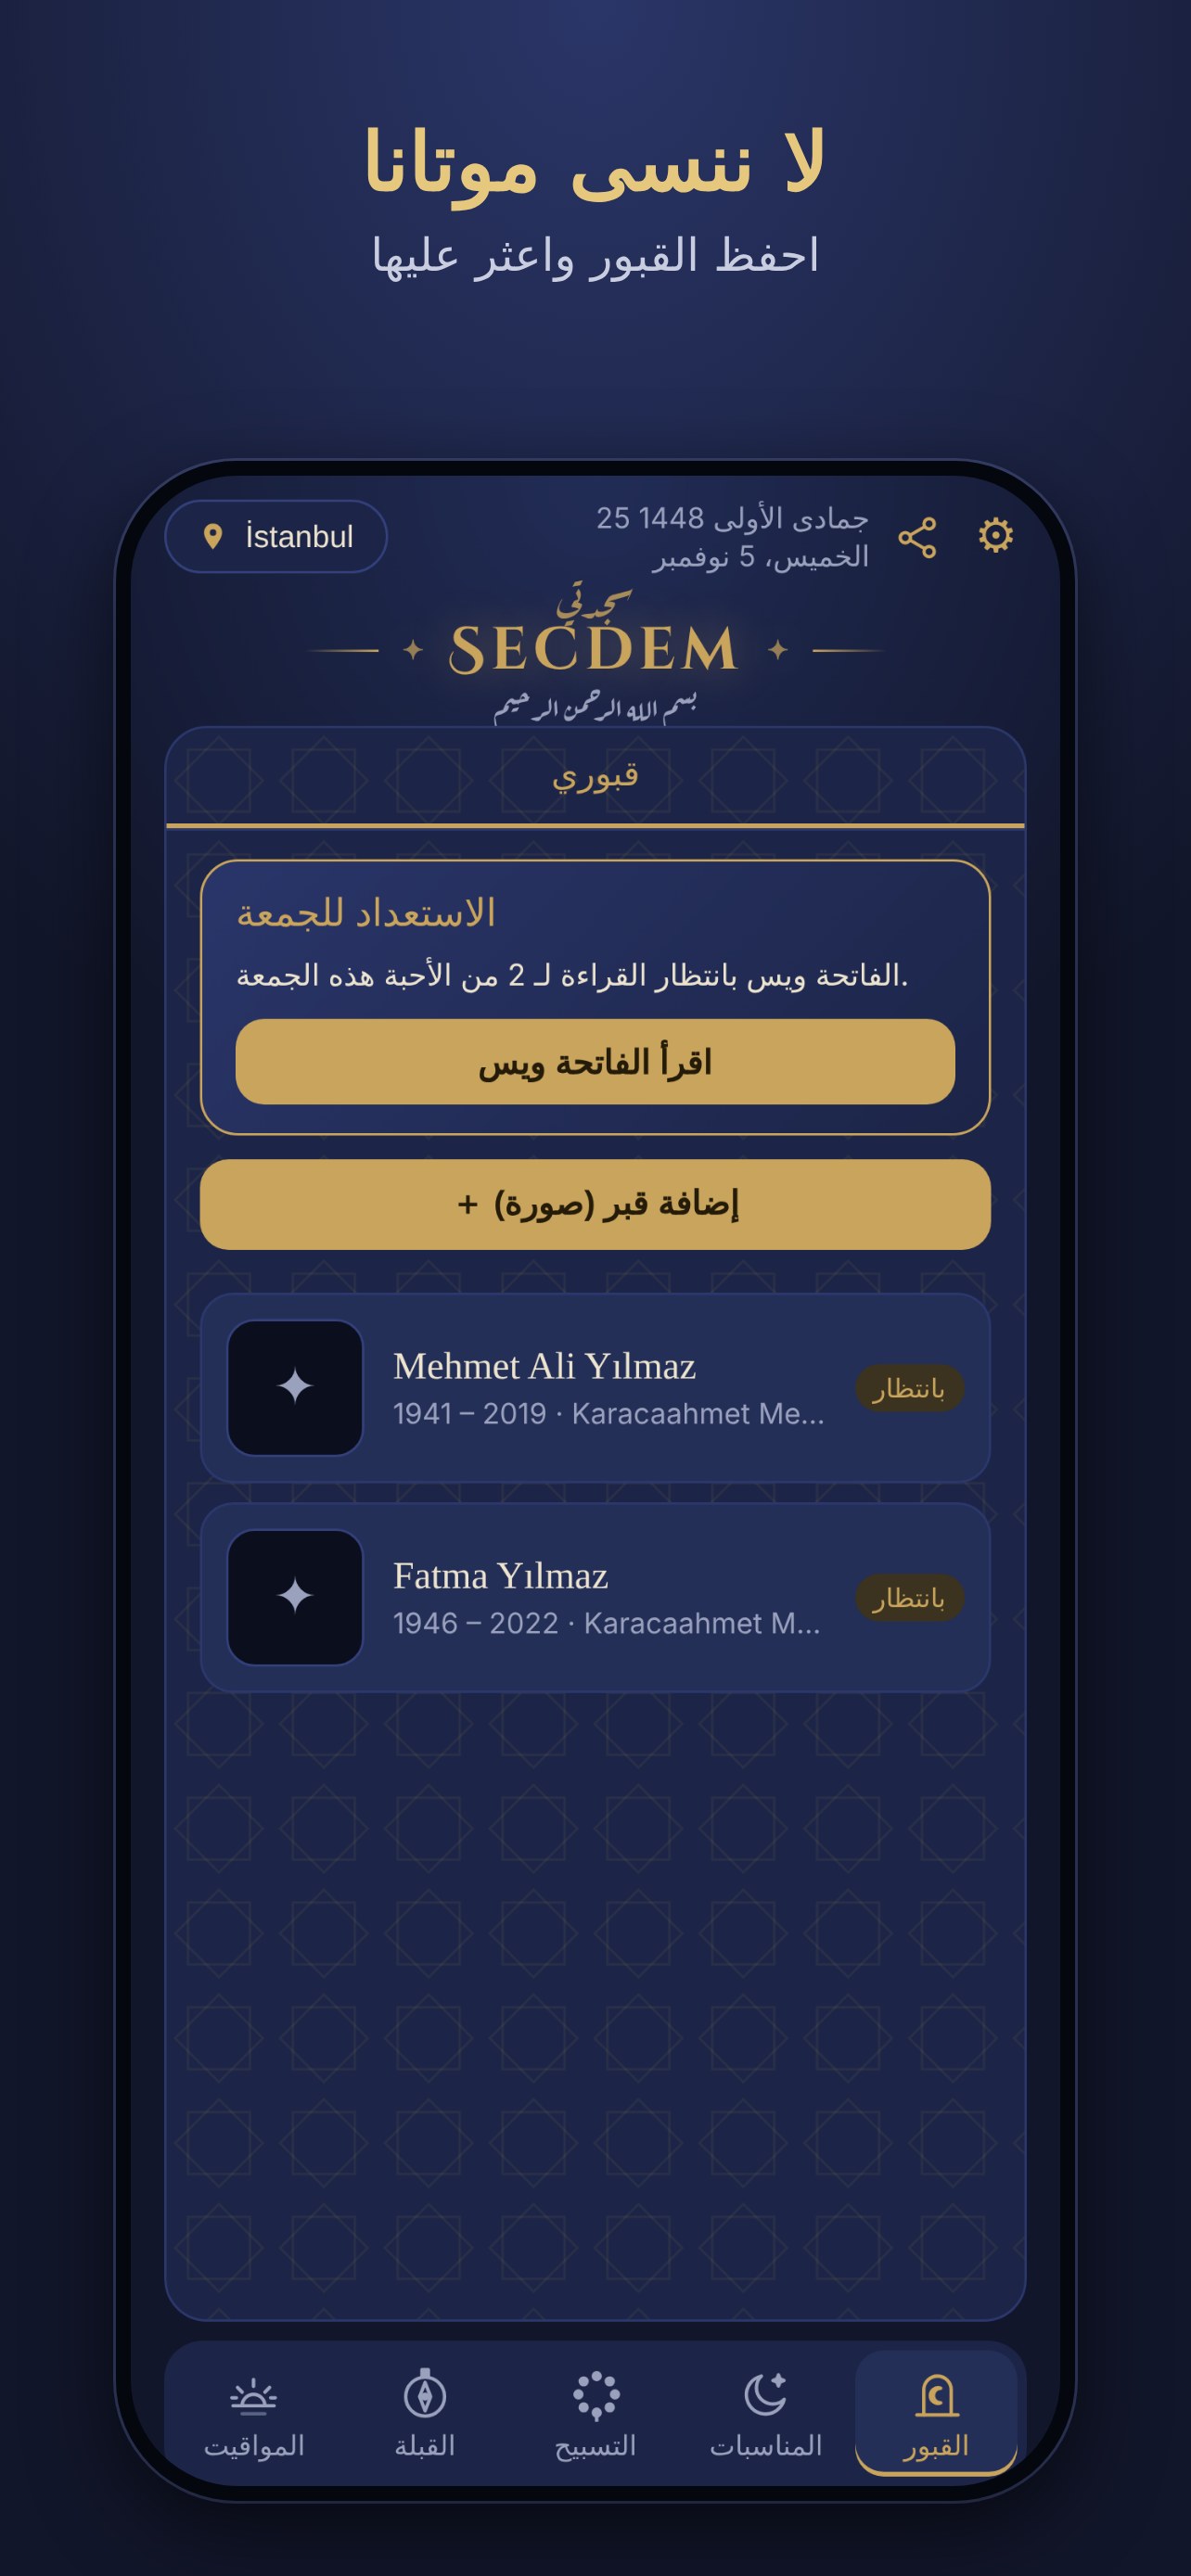 لا ننسى موتانا
احفظ القبور واعثر عليها
İstanbul
25 جمادى الأولى 1448
الخميس، 5 نوفمبر
سجدتي
SECDEM
بسم الله الرحمن الرحيم
قبوري
الاستعداد للجمعة
الفاتحة ويس بانتظار القراءة لـ 2 من الأحبة هذه الجمعة.
اقرأ الفاتحة ويس
إضافة قبر (صورة) +
Mehmet Ali Yılmaz
1941 – 2019 · Karacaahmet Me...
بانتظار
Fatma Yılmaz
1946 – 2022 · Karacaahmet M...
بانتظار
المواقيت
القبلة
التسبيح
المناسبات
القبور